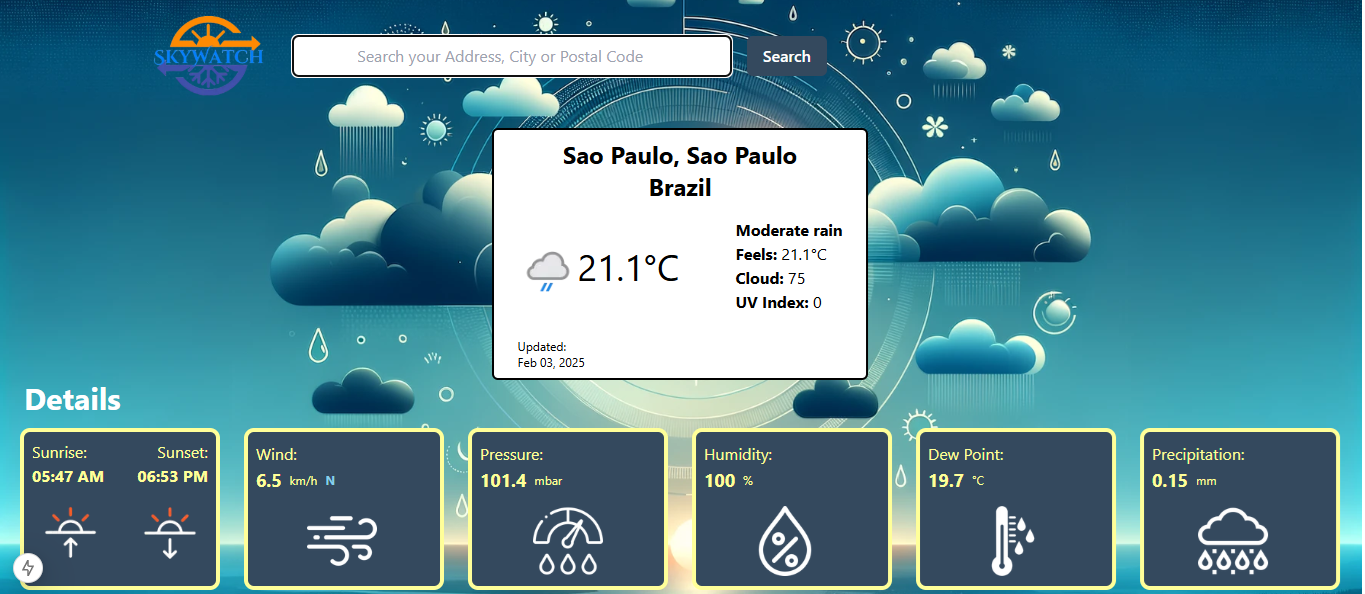 SKYWATCH
Search your Address, City or Postal Code
Search
Sao Paulo, Sao Paulo
Brazil
21.1°C
Moderate rain
Feels: 21.1°C
Cloud: 75
UV Index: 0
Updated:
Feb 03, 2025
Details
Sunrise:
05:47 AM
Sunset:
06:53 PM
Wind:
6.5 km/h N
Pressure:
101.4 mbar
Humidity:
100 %
Dew Point:
19.7 °C
Precipitation:
0.15 mm